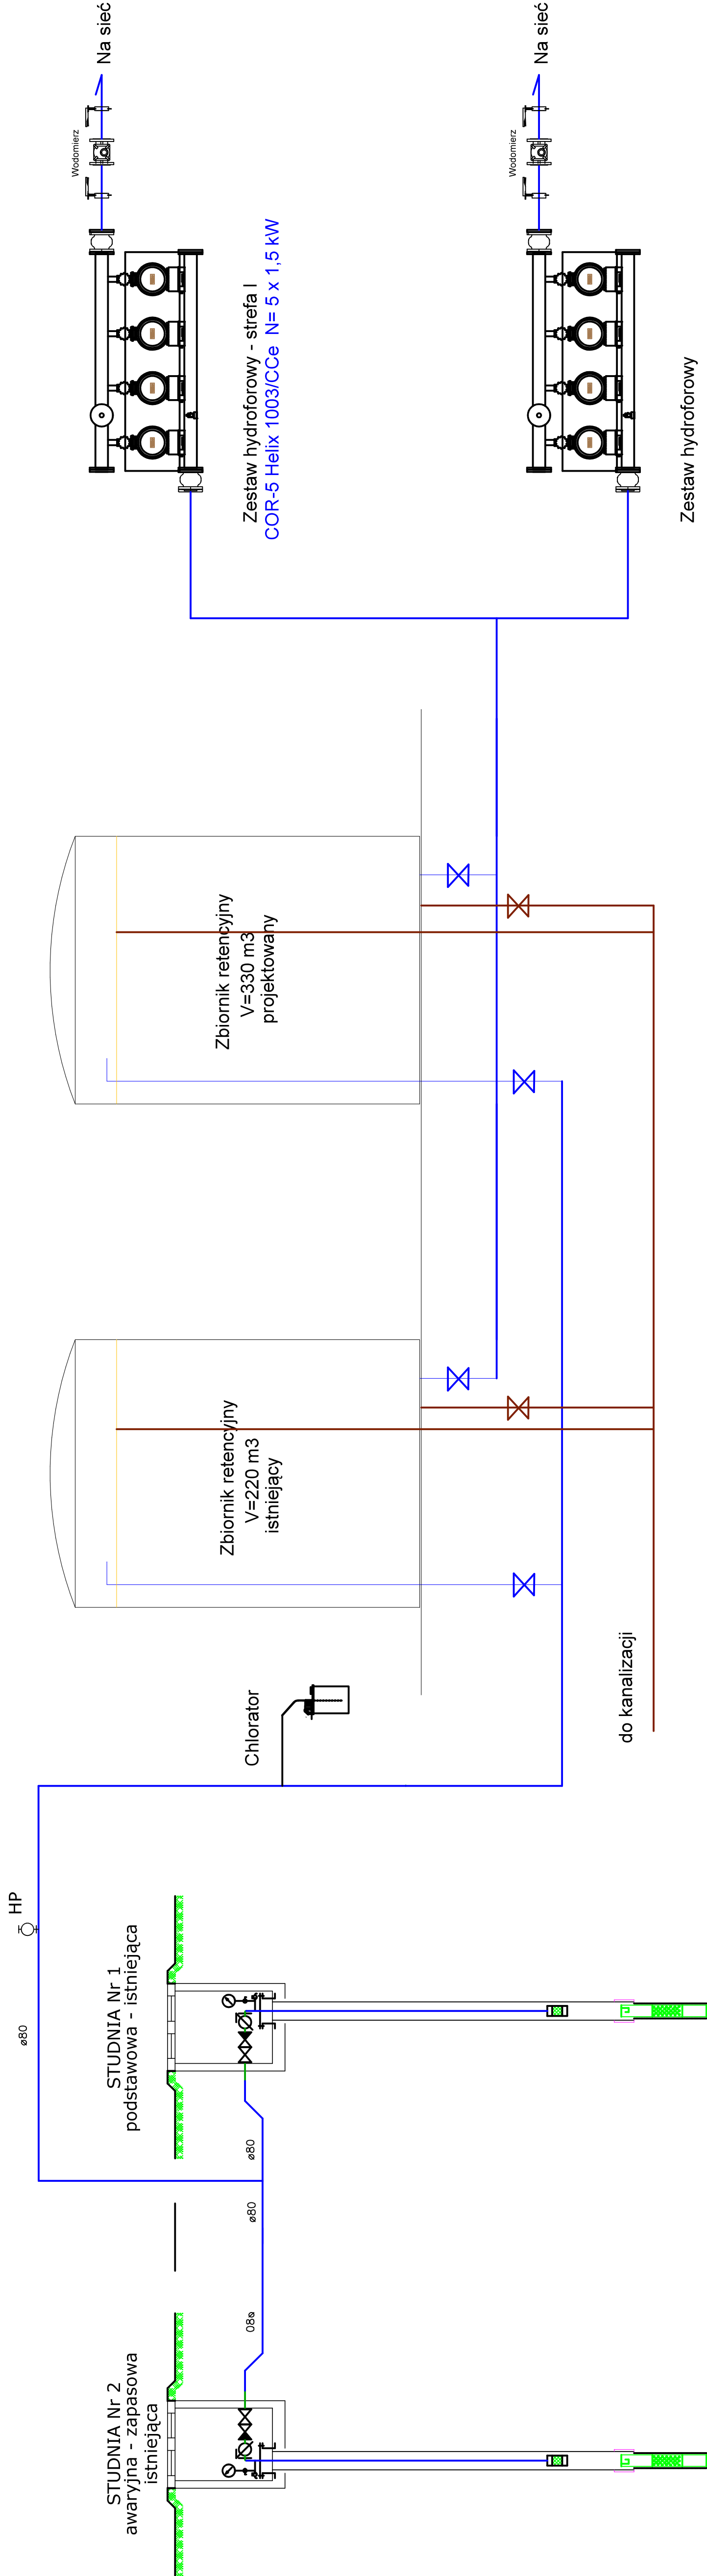 STUDNIA Nr 2
awaryjna - zapasowa
istniejąca
ø80
ø80
ø80
STUDNIA Nr 1
podstawowa - istniejąca
ø80
HP
Chlorator
do kanalizacji
Zbiornik retencyjny
V=220 m3
istniejący
Zbiornik retencyjny
V=330 m3
projektowany
Zestaw hydroforowy - strefa I
COR-5 Helix 1003/CCe N= 5 x 1,5 kW
Wodomierz
Na sieć
Zestaw hydroforowy
Wodomierz
Na sieć